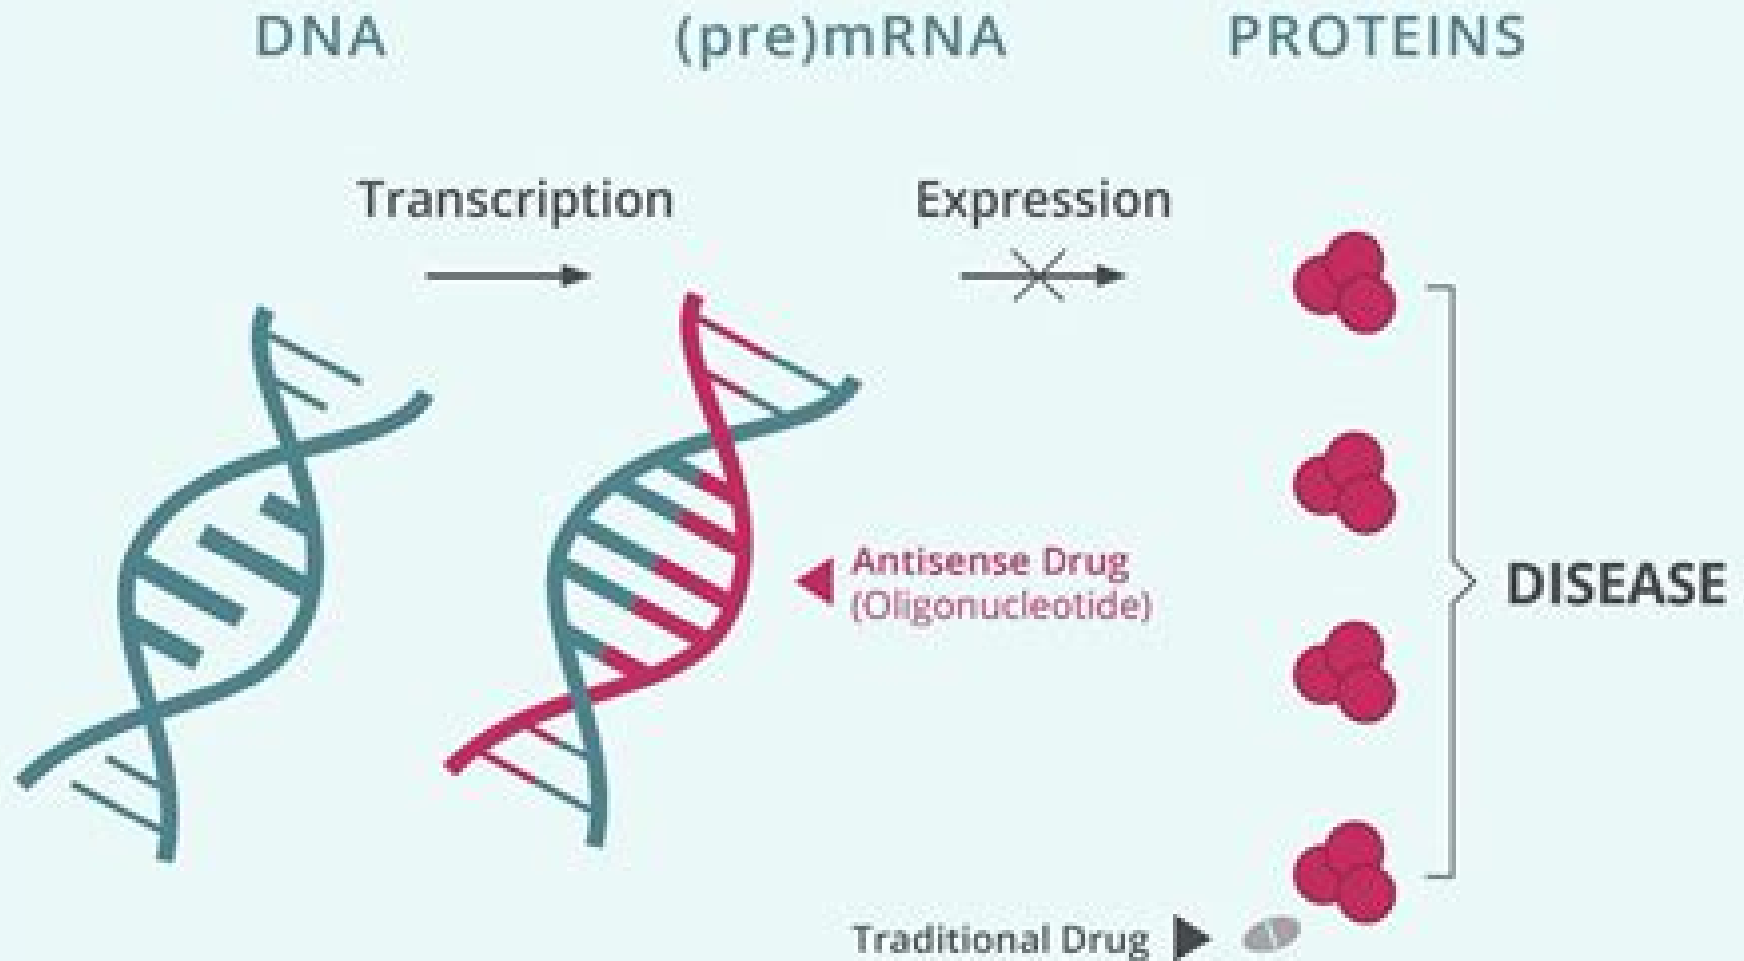 DNA
(pre)mRNA
PROTEINS
Transcription
Expression
Antisense Drug
(Oligonucleotide)
DISEASE
Traditional Drug